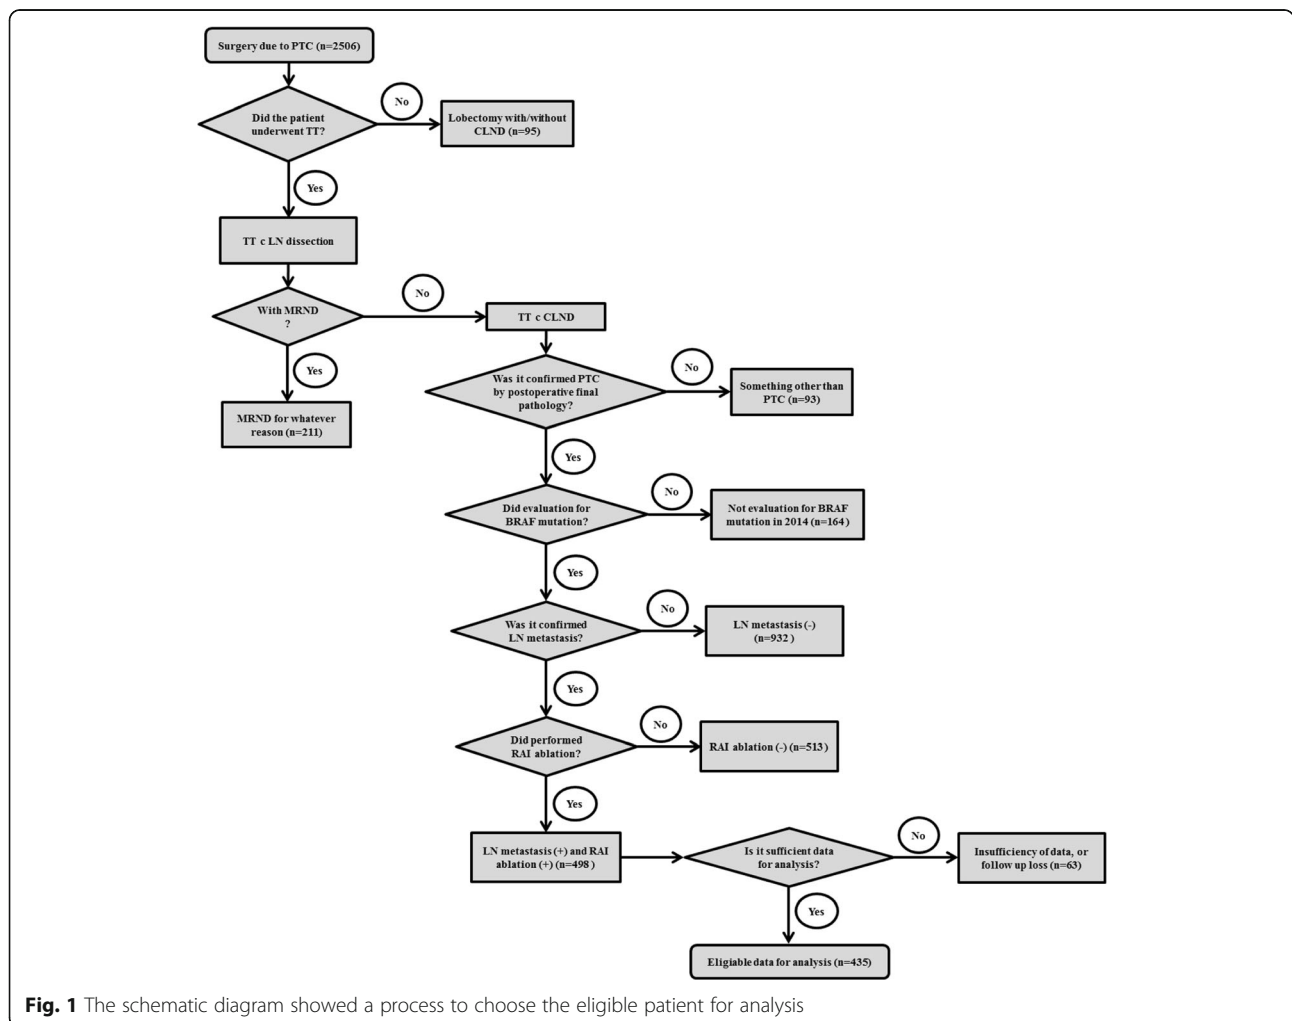 Surgery due to PTC (n=2506)
Did the patient
underwent TT?
No
Lobectomy with/without
CLND (n=95)
Yes
TT c LN dissection
With MRND
?
No
TT c CLND
Yes
MRND for whatever
reason (n=211)
Was it confirmed PTC
by postoperative final
pathology?
No
Something other than
PTC (n=93)
Yes
Did evaluation for
BRAF mutation?
No
Not evaluation for BRAF
mutation in 2014 (n=164)
Yes
Was it confirmed
LN metastasis?
No
LN metastasis (-)
(n=932)
Yes
Did performed
RAI ablation?
No
RAI ablation (-) (n=513)
Yes
LN metastasis (+) and RAI
ablation (+) (n=498)
Is it sufficient data
for analysis?
No
Insufficiency of data, or
follow up loss (n=63)
Yes
Eligiable data for analysis (n=435)
Fig. 1 The schematic diagram showed a process to choose the eligible patient for analysis